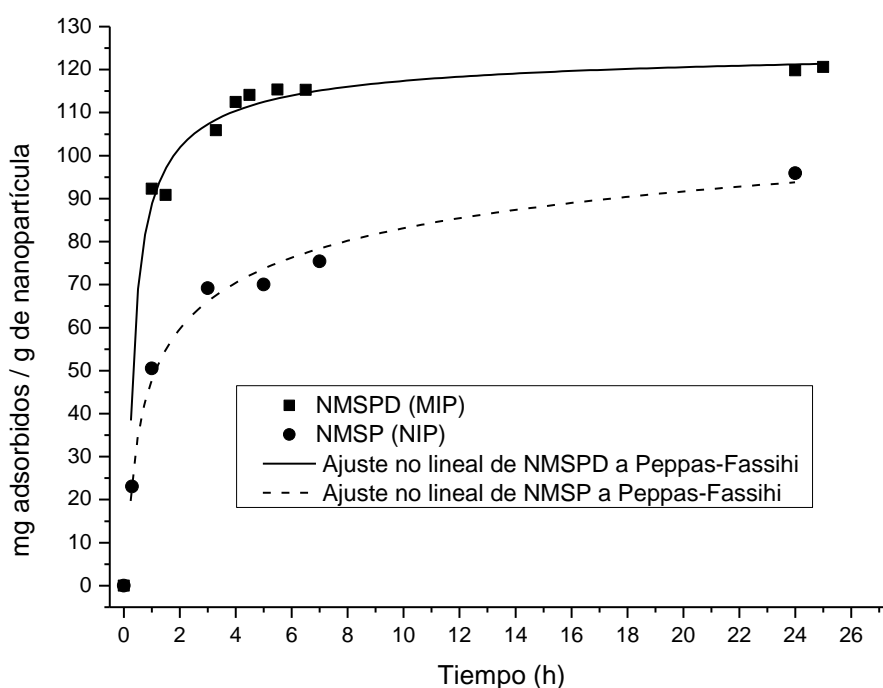 130
120
110
100
90
80
70
60
50
40
30
20
10
0
mg adsorbidos / g de nanopartícula
NMSPD (MIP)
NMSP (NIP)
Ajuste no lineal de NMSPD a Peppas-Fassihi
Ajuste no lineal de NMSP a Peppas-Fassihi
0 2 4 6 8 10 12 14 16 18 20 22 24 26
Tiempo (h)